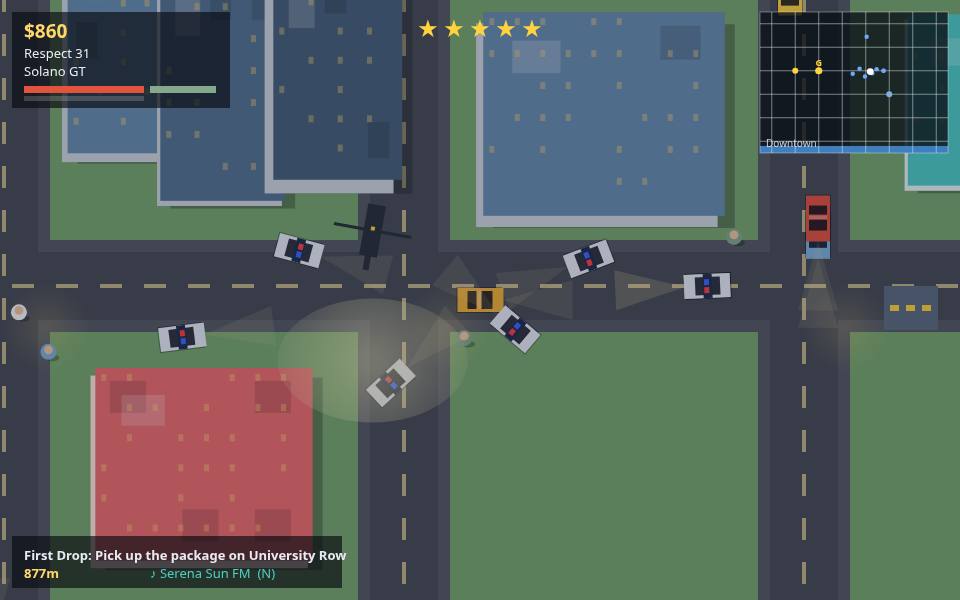 $860
Respect 31
Solano GT
G
Downtown
First Drop: Pick up the package on University Row
877m
♪ Serena Sun FM (N)